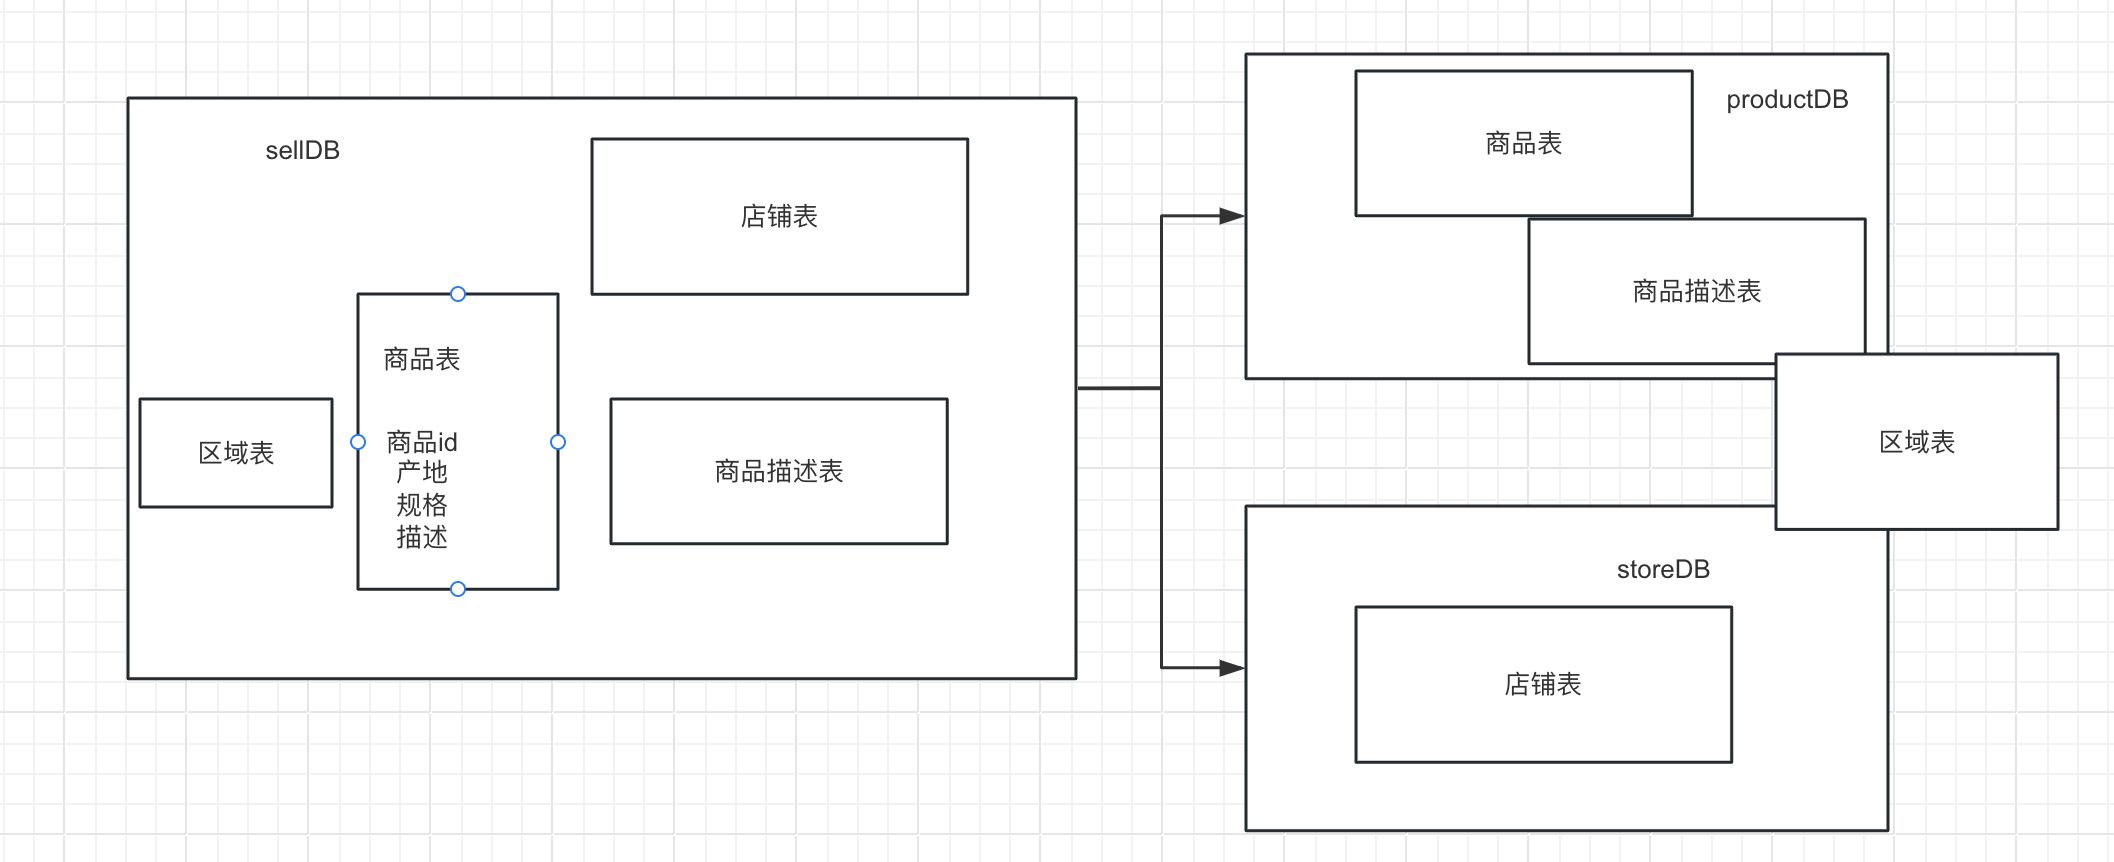 sellDB
店铺表
商品表
商品id
产地
规格
描述
区域表
商品描述表
productDB
商品表
商品描述表
区域表
storeDB
店铺表